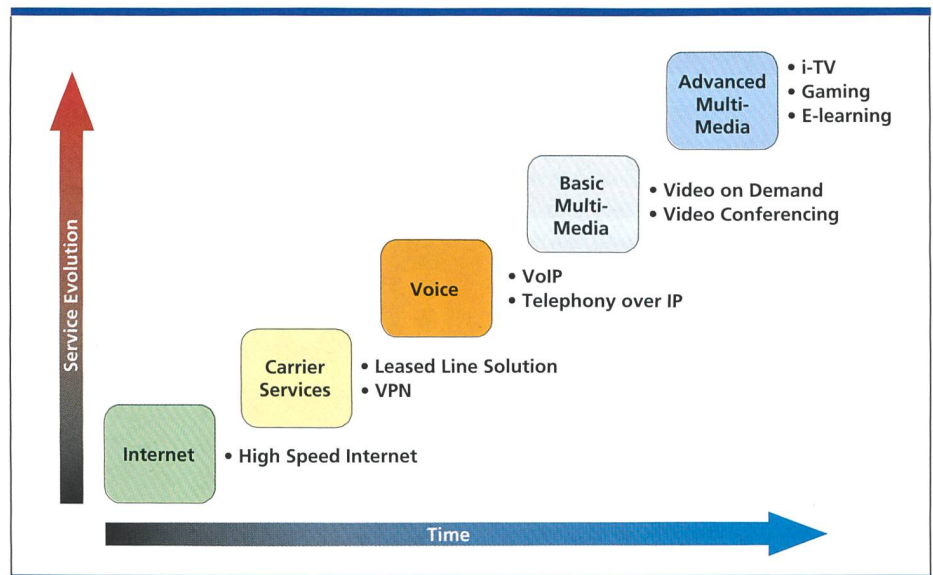 Advanced
Multi-
Media
• i-TV
• Gaming
• E-learning
Basic
Multi-
Media
• Video on Demand
• Video Conferencing
Voice
• VoIP
• Telephony over IP
Carrier
Services
• Leased Line Solution
• VPN
Internet
• High Speed Internet
Service Evolution
Time